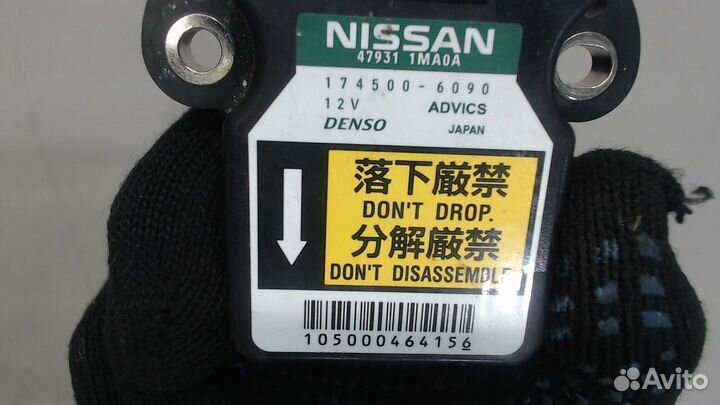 NISSAN
47931 1MA0A
174500-6090
12V ADVICS
DENSO JAPAN
落下厳禁
DON'T DROP.
分解厳禁
DON'T DISASSEMBLE.
105000464156
Avito